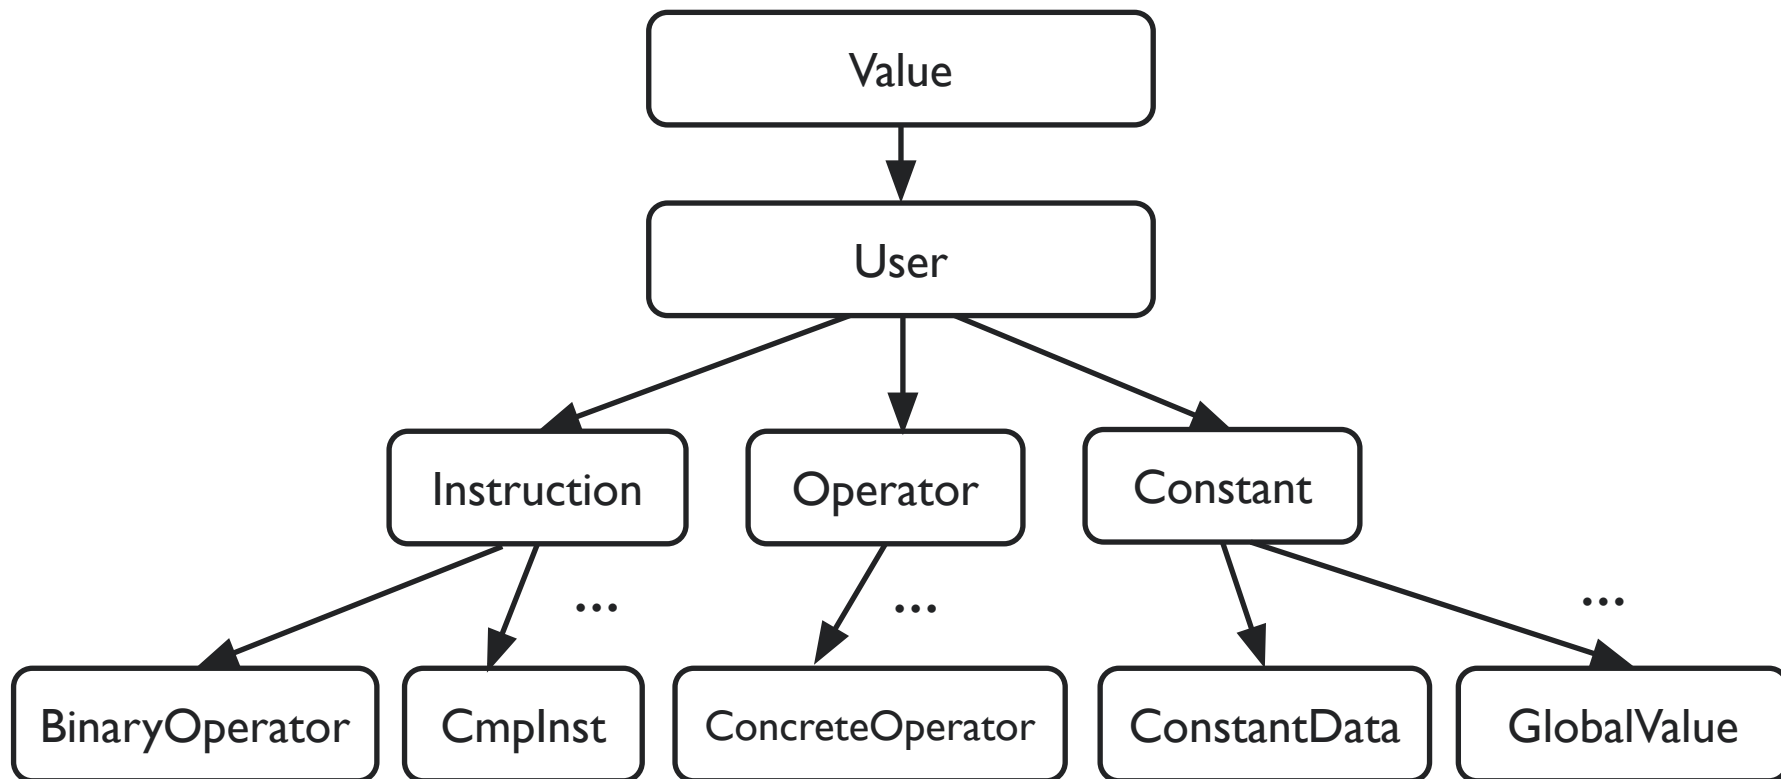 Value
User
Instruction
Operator
Constant
...
...
...
BinaryOperator
CmpInst
ConcreteOperator
ConstantData
GlobalValue